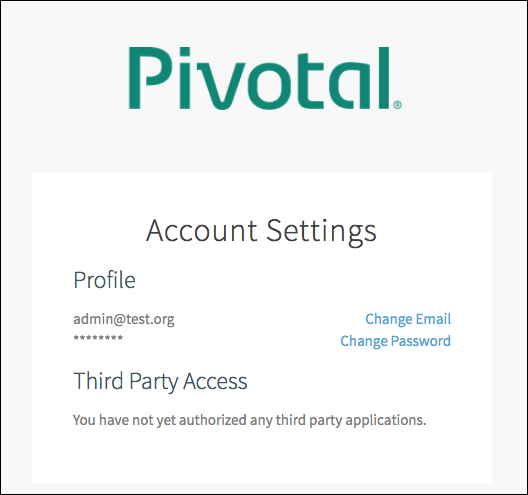 Pivotal®
Account Settings
Profile
admin@test.org Change Email
******** Change Password
Third Party Access
You have not yet authorized any third party applications.